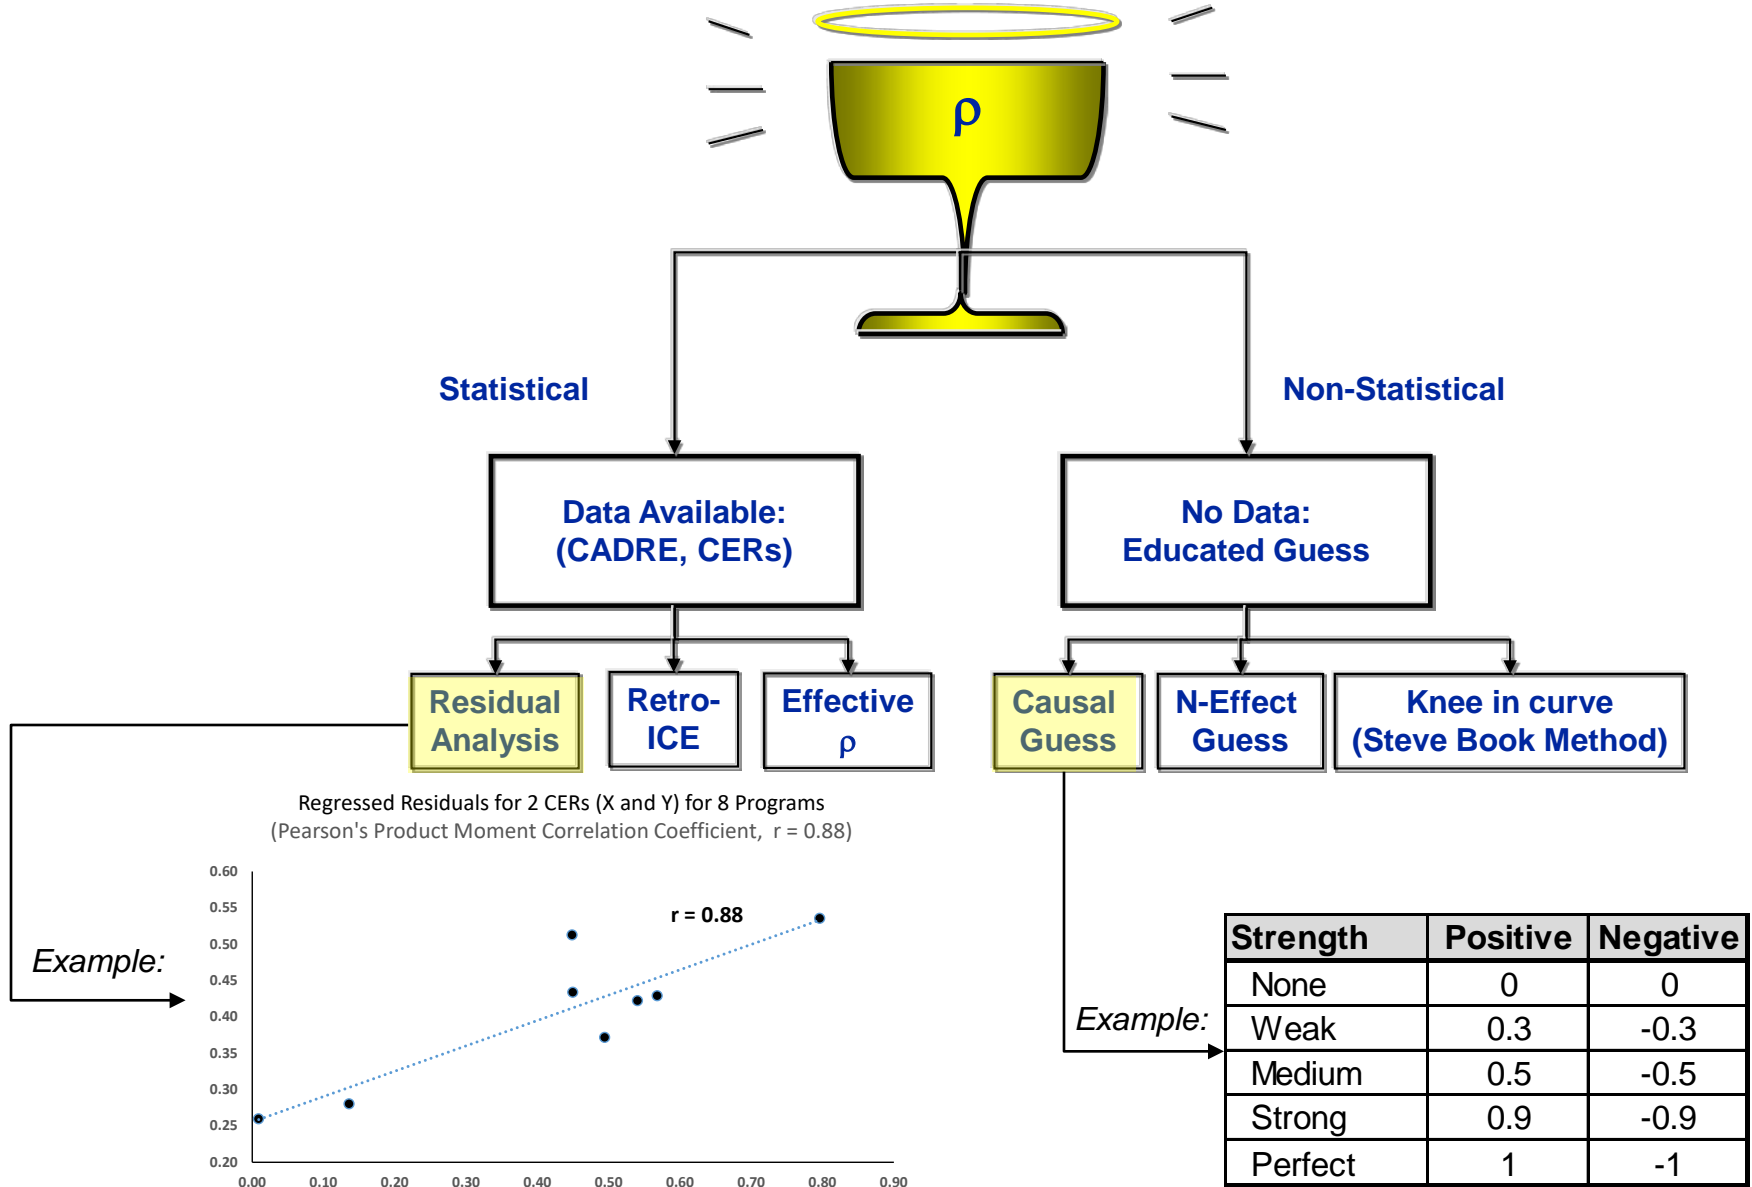 ρ
Statistical
Non-Statistical
Data Available:
(CADRE, CERs)
No Data:
Educated Guess
Residual
Analysis
Retro-
ICE
Effective
ρ
Causal
Guess
N-Effect
Guess
Knee in curve
(Steve Book Method)
Regressed Residuals for 2 CERs (X and Y) for 8 Programs
(Pearson's Product Moment Correlation Coefficient,  r = 0.88)
Example:
0.60
0.55
0.50
0.45
0.40
0.35
0.30
0.25
0.20
r = 0.88
0.00 0.10 0.20 0.30 0.40 0.50 0.60 0.70 0.80 0.90
Example:
Strength Positive Negative
None 0 0
Weak 0.3 -0.3
Medium 0.5 -0.5
Strong 0.9 -0.9
Perfect 1 -1